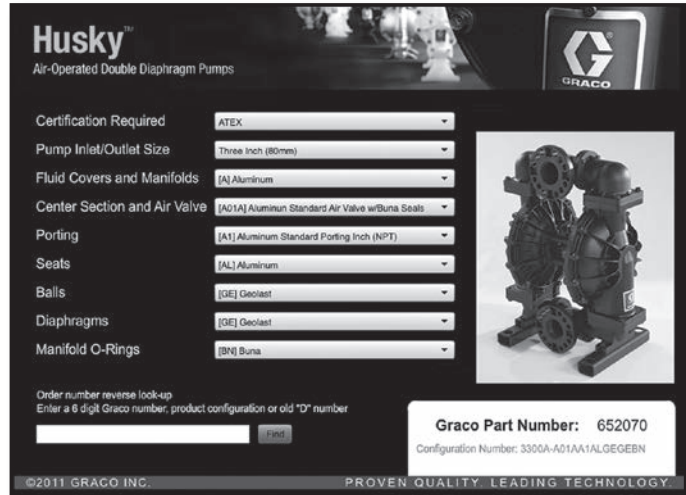 Husky™
Air-Operated Double Diaphragm Pumps
GRACO
Certification Required ATEX
Pump Inlet/Outlet Size Three Inch (80mm)
Fluid Covers and Manifolds [A] Aluminum
Center Section and Air Valve [A01A] Aluminun Standard Air Valve w/Buna Seals
Porting [A1] Aluminum Standard Porting Inch (NPT)
Seats [AL] Aluminum
Balls [GE] Geolast
Diaphragms [GE] Geolast
Manifold O-Rings [BN] Buna
Order number reverse look-up
Enter a 6 digit Graco number, product configuration or old "D" number
Find
Graco Part Number: 652070
Configuration Number: 3300A-A01AA1ALGEGEBN
©2011 GRACO INC. PROVEN QUALITY. LEADING TECHNOLOGY.